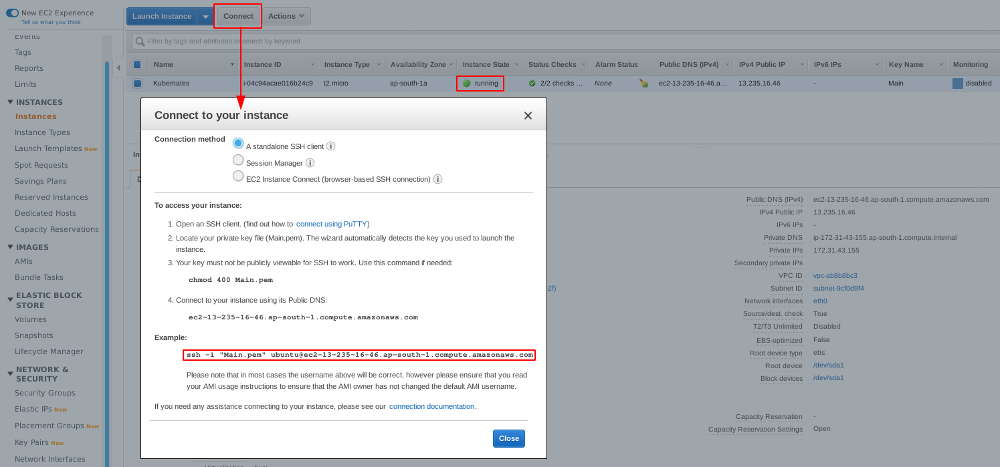 New EC2 Experience
Tell us what you think
Events
Tags
Reports
Limits
INSTANCES
Instances
Instance Types
Launch Templates New
Spot Requests
Savings Plans
Reserved Instances
Dedicated Hosts
Capacity Reservations
IMAGES
AMIs
Bundle Tasks
ELASTIC BLOCK
STORE
Volumes
Snapshots
Lifecycle Manager
NETWORK &
SECURITY
Security Groups
Elastic IPs New
Placement Groups New
Key Pairs New
Network Interfaces
Launch Instance Connect Actions
Filter by tags and attributes or search by keyword
Name Instance ID Instance Type Availability Zone Instance State Status Checks Alarm Status Public DNS (IPv4) IPv4 Public IP IPv6 IPs Key Name Monitoring
Kubernates i-04c94acae016b24c9 t2.micro ap-south-1a running 2/2 checks ... None ec2-13-235-16-46.a... 13.235.16.46 - Main disabled
Connect to your instance
Connection method
A standalone SSH client
Session Manager
EC2 Instance Connect (browser-based SSH connection)
To access your instance:
1. Open an SSH client. (find out how to connect using PuTTY)
2. Locate your private key file (Main.pem). The wizard automatically detects the key you used to launch the
instance.
3. Your key must not be publicly viewable for SSH to work. Use this command if needed:
chmod 400 Main.pem
4. Connect to your instance using its Public DNS:
ec2-13-235-16-46.ap-south-1.compute.amazonaws.com
Example:
ssh -i "Main.pem" ubuntu@ec2-13-235-16-46.ap-south-1.compute.amazonaws.com
Please note that in most cases the username above will be correct, however please ensure that you read
your AMI usage instructions to ensure that the AMI owner has not changed the default AMI username.
If you need any assistance connecting to your instance, please see our connection documentation.
Close
2f)
Public DNS (IPv4) ec2-13-235-16-46.ap-south-1.compute.amazonaws.com
IPv4 Public IP 13.235.16.46
IPv6 IPs -
Private DNS ip-172-31-43-155.ap-south-1.compute.internal
Private IPs 172.31.43.155
Secondary private IPs
VPC ID vpc-ab8b8bc3
Subnet ID subnet-9cf0d9f4
Network interfaces eth0
Source/dest. check True
T2/T3 Unlimited Disabled
EBS-optimized False
Root device type ebs
Root device /dev/sda1
Block devices /dev/sda1
Capacity Reservation -
Capacity Reservation Settings Open